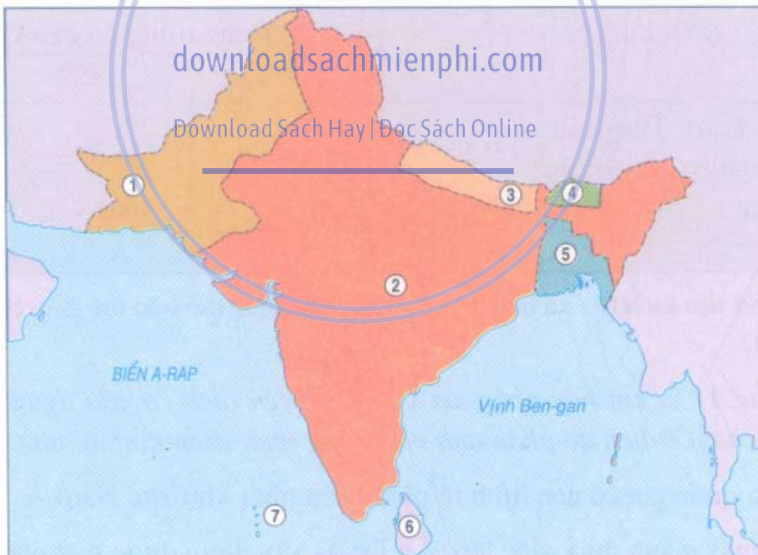 downloadsachmienphi.com
Download Sách Hay | Đọc Sách Online
1
3
4
5
2
BIỂN A-RAP
Vịnh Ben-gan
7
6